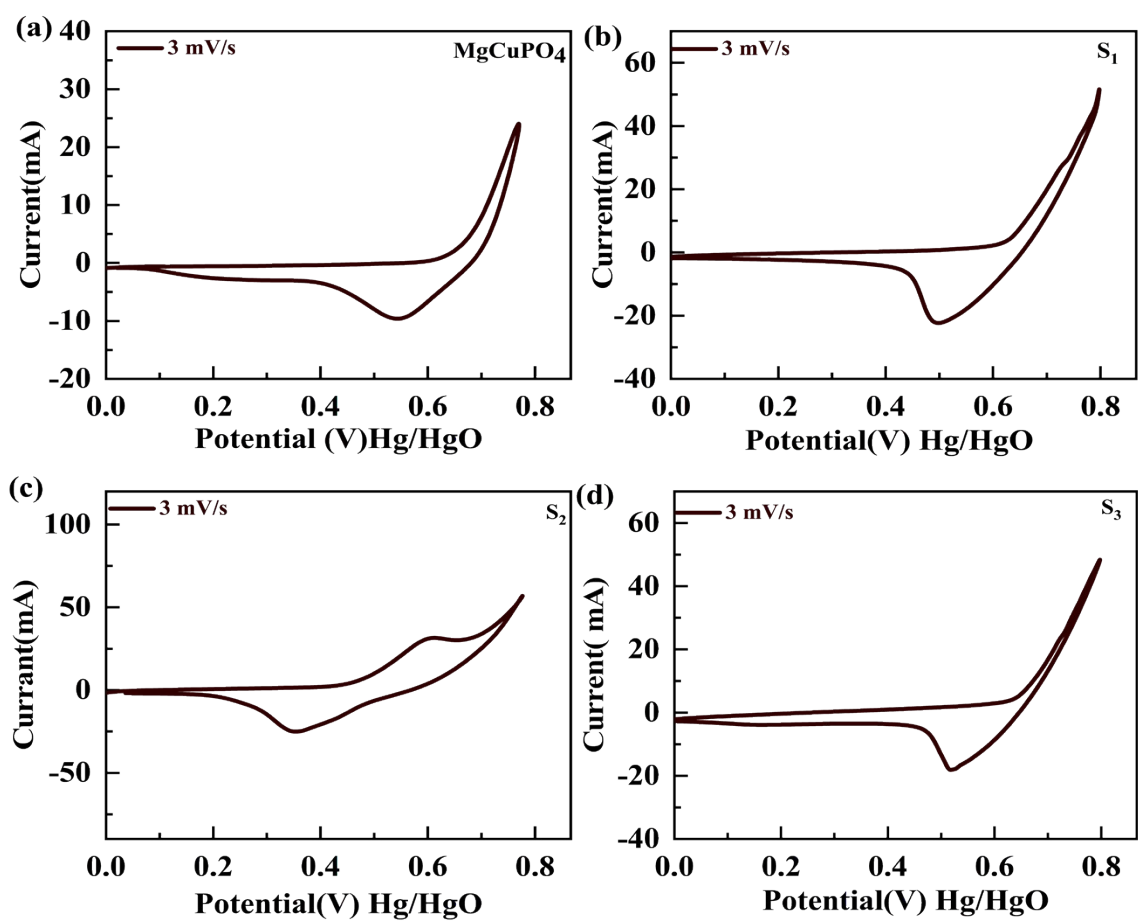 (a)
3 mV/s
MgCuPO4
40
30
20
10
0
-10
-20
Current(mA)
0.0 0.2 0.4 0.6 0.8
Potential (V)Hg/HgO
(b)
3 mV/s
S1
60
40
20
0
-20
-40
Current(mA)
0.0 0.2 0.4 0.6 0.8
Potential(V) Hg/HgO
(c)
3 mV/s
S2
100
50
0
-50
Currant(mA)
0.0 0.2 0.4 0.6 0.8
Potential(V) Hg/HgO
(d)
3 mV/s
S3
60
40
20
0
-20
-40
Current( mA)
0.0 0.2 0.4 0.6 0.8
Potential(V) Hg/HgO